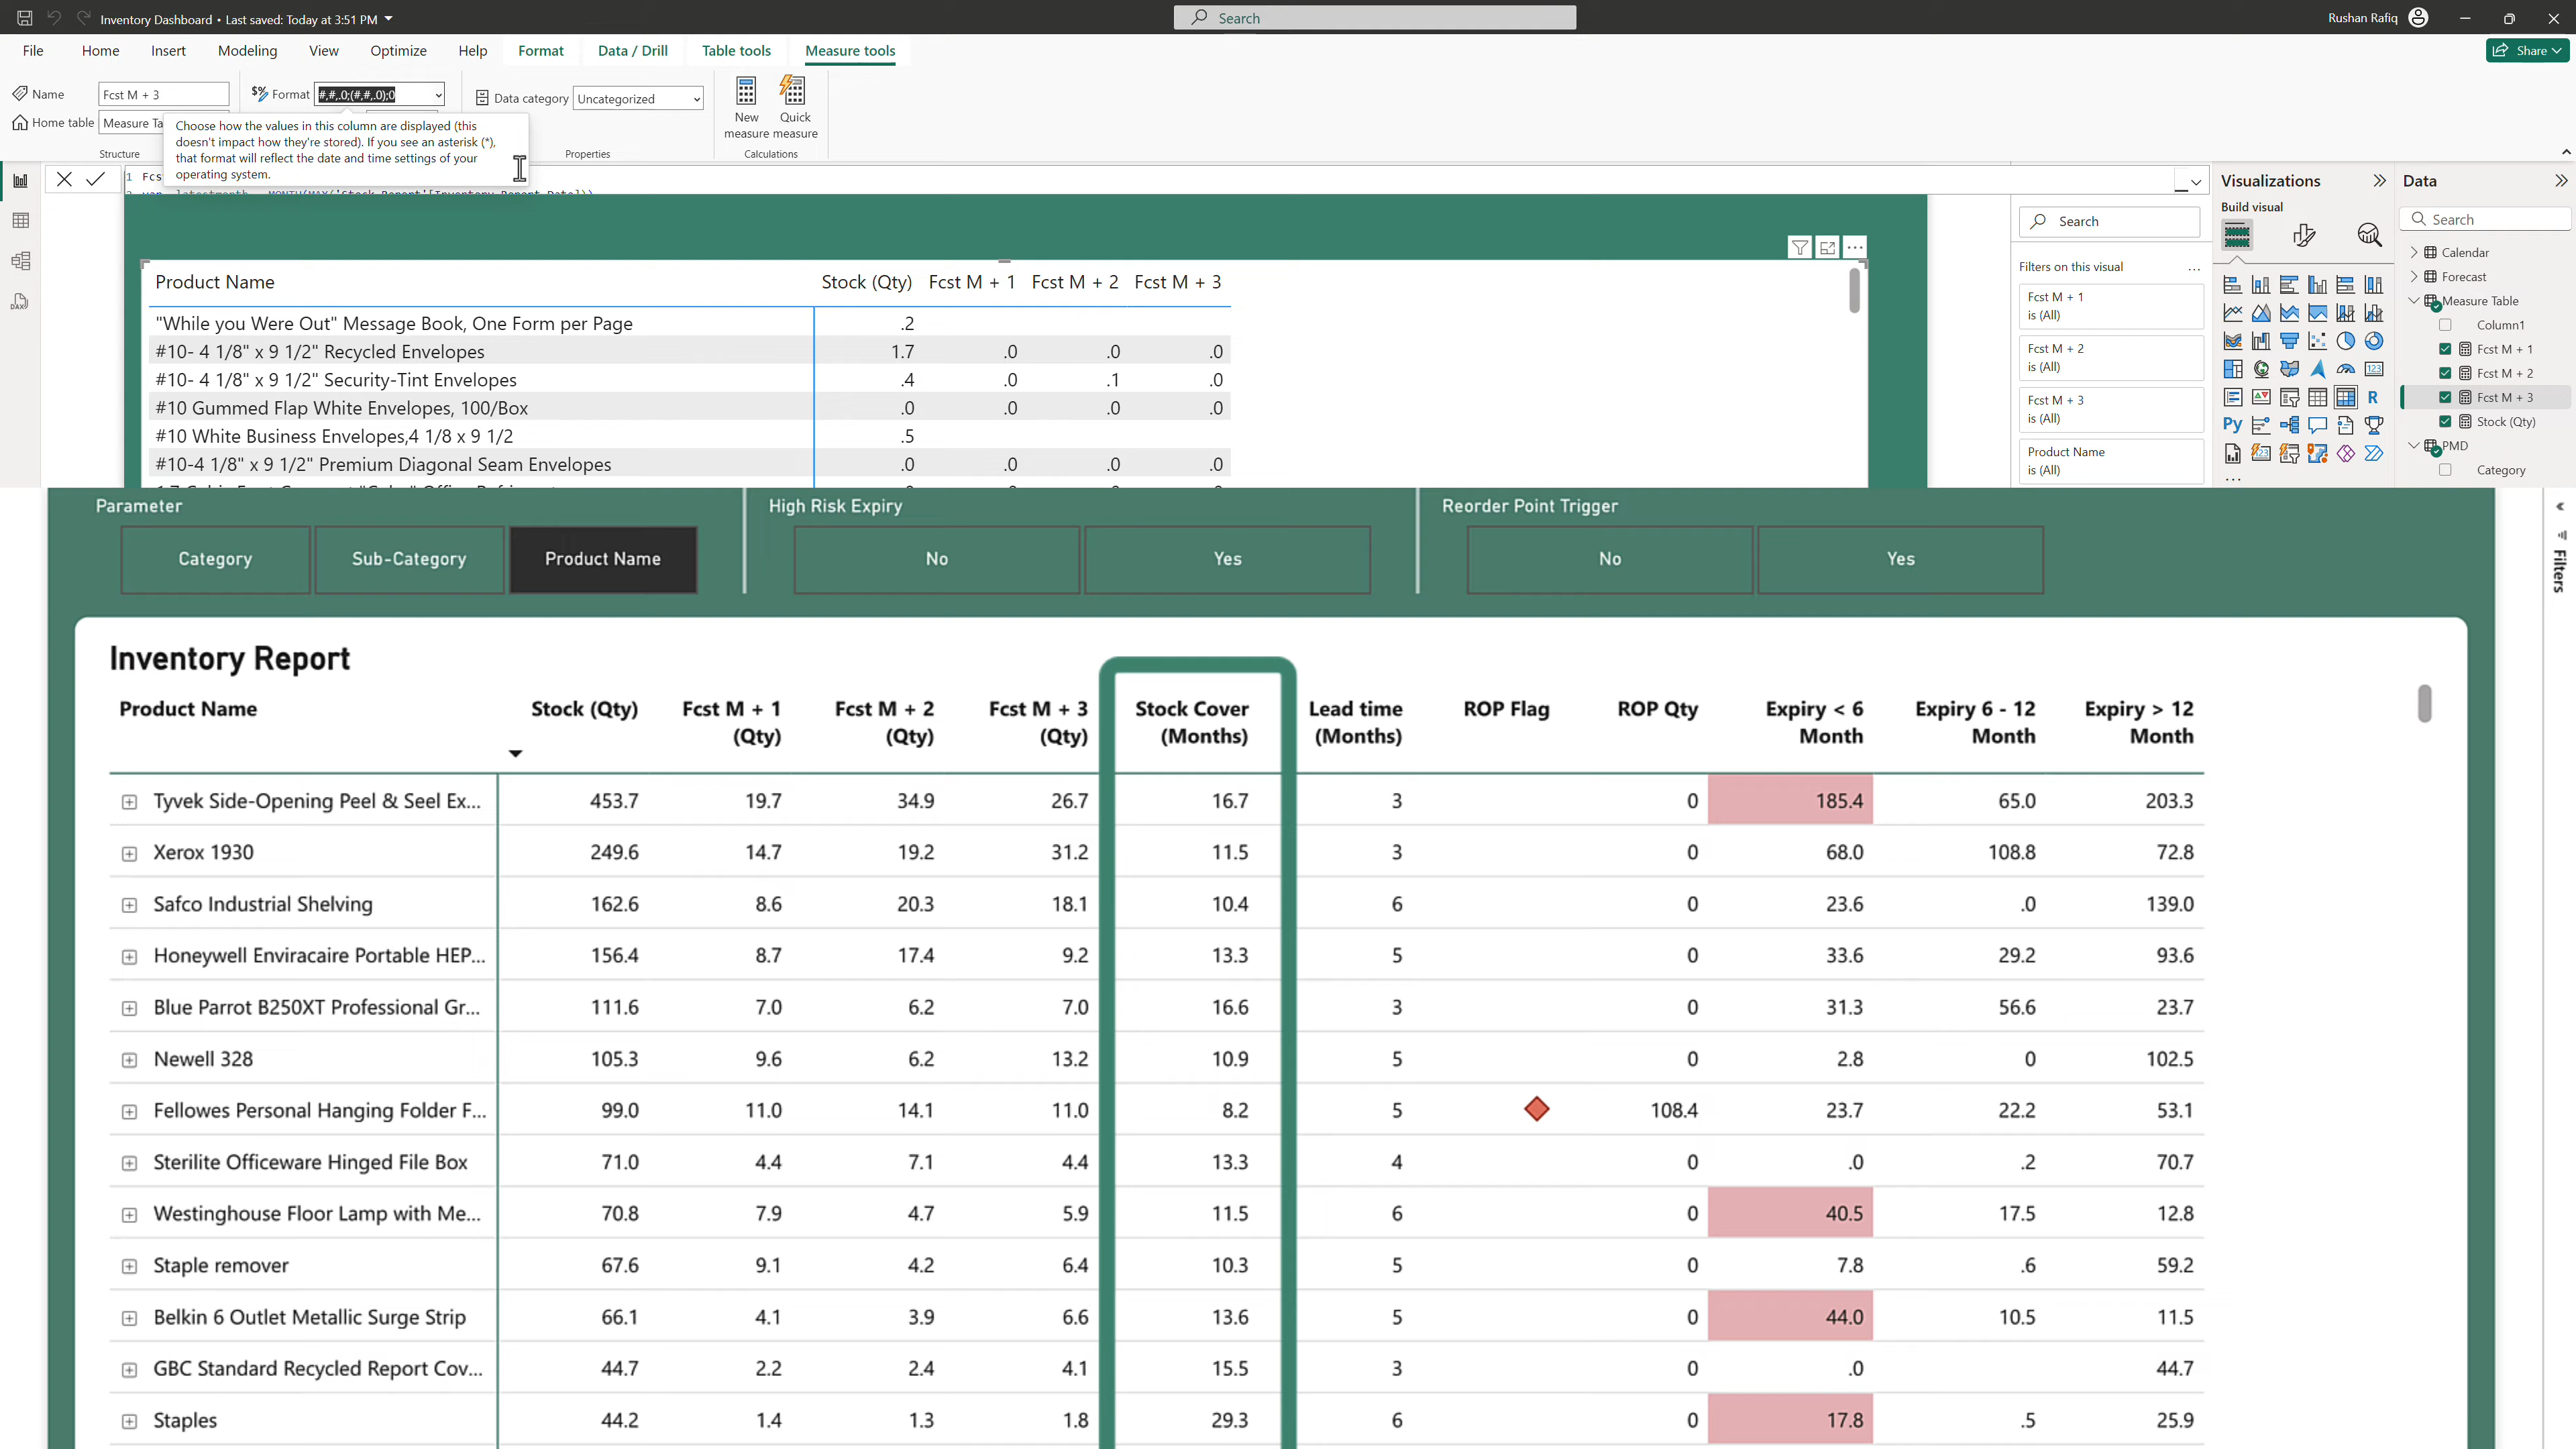 Inventory Dashboard • Last saved: Today at 3:51 PM
Search
Rushan Rafiq
File Home Insert Modeling View Optimize Help Format Data / Drill Table tools Measure tools
Share
Name Fcst M + 3
Format #,#,.0;(#,#,.0);0
Data category Uncategorized
Home table Measure Ta
New measure
Quick measure
Structure
Properties
Calculations
Choose how the values in this column are displayed (this
doesn't impact how they're stored). If you see an asterisk (*),
that format will reflect the date and time settings of your
operating system.
1 Fcs
Product Name Stock (Qty) Fcst M + 1 Fcst M + 2 Fcst M + 3
"While you Were Out" Message Book, One Form per Page .2
#10- 4 1/8" x 9 1/2" Recycled Envelopes 1.7 .0 .0 .0
#10- 4 1/8" x 9 1/2" Security-Tint Envelopes .4 .0 .1 .0
#10 Gummed Flap White Envelopes, 100/Box .0 .0 .0 .0
#10 White Business Envelopes,4 1/8 x 9 1/2 .5
#10-4 1/8" x 9 1/2" Premium Diagonal Seam Envelopes .0 .0 .0 .0
Search
Filters on this visual
Fcst M + 1
is (All)
Fcst M + 2
is (All)
Fcst M + 3
is (All)
Product Name
is (All)
Visualizations
Build visual
R
Py
123
Data
Search
Calendar
Forecast
Measure Table
Column1
Fcst M + 1
Fcst M + 2
Fcst M + 3
Stock (Qty)
PMD
Category
Parameter High Risk Expiry Reorder Point Trigger
Category Sub-Category Product Name No Yes No Yes
Filters
Inventory Report
Product Name Stock (Qty) Fcst M + 1 Fcst M + 2 Fcst M + 3 Stock Cover Lead time ROP Flag ROP Qty Expiry < 6 Expiry 6 - 12 Expiry > 12
(Qty) (Qty) (Qty) (Months) (Months) Month Month Month
Tyvek Side-Opening Peel & Seel Ex... 453.7 19.7 34.9 26.7 16.7 3 0 185.4 65.0 203.3
Xerox 1930 249.6 14.7 19.2 31.2 11.5 3 0 68.0 108.8 72.8
Safco Industrial Shelving 162.6 8.6 20.3 18.1 10.4 6 0 23.6 .0 139.0
Honeywell Enviracaire Portable HEP... 156.4 8.7 17.4 9.2 13.3 5 0 33.6 29.2 93.6
Blue Parrot B250XT Professional Gr... 111.6 7.0 6.2 7.0 16.6 3 0 31.3 56.6 23.7
Newell 328 105.3 9.6 6.2 13.2 10.9 5 0 2.8 0 102.5
Fellowes Personal Hanging Folder F... 99.0 11.0 14.1 11.0 8.2 5 108.4 23.7 22.2 53.1
Sterilite Officeware Hinged File Box 71.0 4.4 7.1 4.4 13.3 4 0 .0 .2 70.7
Westinghouse Floor Lamp with Me... 70.8 7.9 4.7 5.9 11.5 6 0 40.5 17.5 12.8
Staple remover 67.6 9.1 4.2 6.4 10.3 5 0 7.8 .6 59.2
Belkin 6 Outlet Metallic Surge Strip 66.1 4.1 3.9 6.6 13.6 5 0 44.0 10.5 11.5
GBC Standard Recycled Report Cov... 44.7 2.2 2.4 4.1 15.5 3 0 .0 44.7
Staples 44.2 1.4 1.3 1.8 29.3 6 0 17.8 .5 25.9